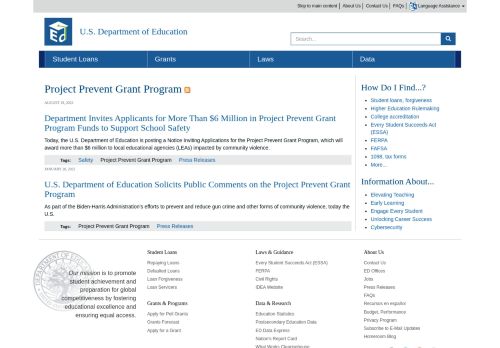 Skip to main content | About Us | Contact Us | FAQs | Language Assistance
U.S. Department of Education
Search...
Student Loans
Grants
Laws
Data
Project Prevent Grant Program
AUGUST 19, 2022
Department Invites Applicants for More Than $6 Million in Project Prevent Grant
Program Funds to Support School Safety
Today, the U.S. Department of Education is posting a Notice Inviting Applications for the Project Prevent Grant Program, which will
award more than $6 million to local educational agencies (LEAs) impacted by community violence.
Tags: Safety Project Prevent Grant Program Press Releases
U.S. Department of Education Solicits Public Comments on the Project Prevent Grant
Program
As part of the Biden-Harris Administration's efforts to prevent and reduce gun crime and other forms of community violence, today the
U.S.
Tags: Project Prevent Grant Program Press Releases
How Do I Find...?
Student loans, forgiveness
Higher Education Rulemaking
College accreditation
Every Student Succeeds Act
(ESSA)
FERPA
FAFSA
1098, tax forms
More...
Information About...
Elevating Teaching
Early Learning
Engage Every Student
Unlocking Career Success
Cybersecurity
Our mission is to promote
student achievement and
preparation for global
competitiveness by fostering
educational excellence and
ensuring equal access.
Student Loans
Repaying Loans
Defaulted Loans
Loan Forgiveness
Loan Servicers
Grants & Programs
Apply for Pell Grants
Grants Forecast
Apply for a Grant
Laws & Guidance
Every Student Succeeds Act (ESSA)
FERPA
Civil Rights
IDEA Website
Data & Research
Education Statistics
Postsecondary Education Data
ED Data Express
Nation's Report Card
What Works Clearinghouse
About Us
Contact Us
ED Offices
Jobs
Press Releases
FAQs
Recursos en español
Budget, Performance
Privacy Program
Subscribe to E-Mail Updates
Homeroom Blog